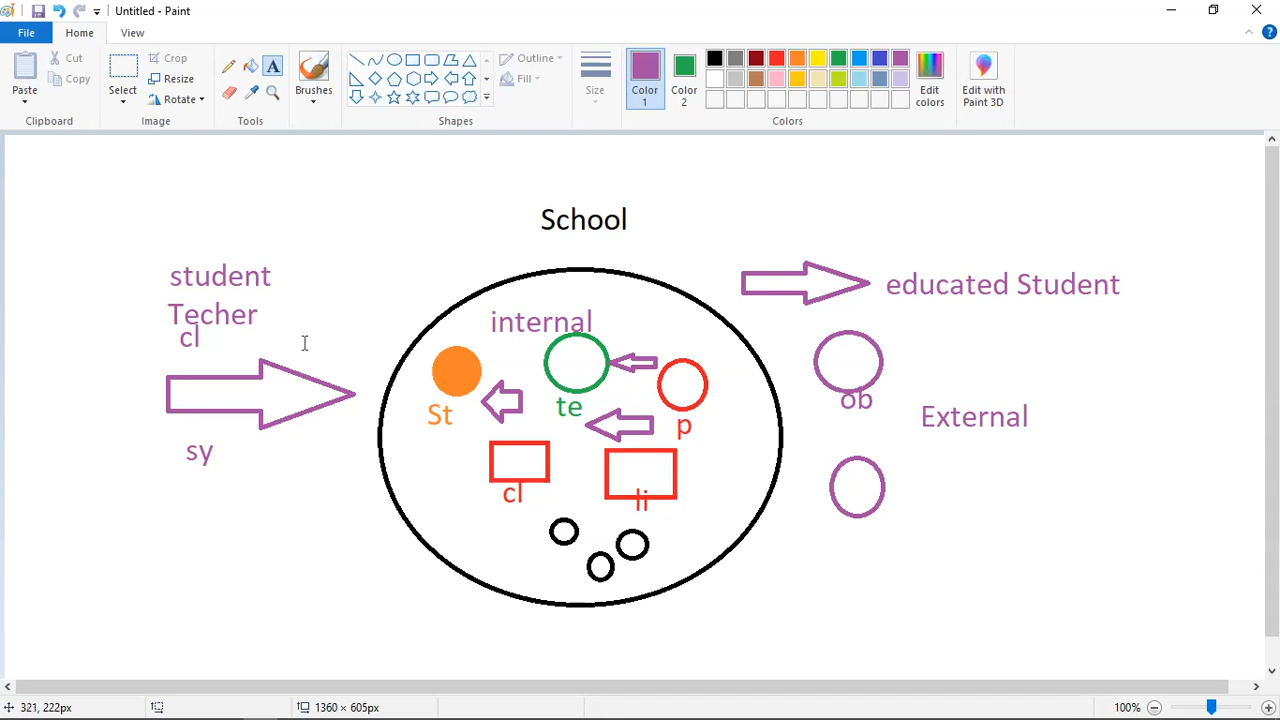 Untitled - Paint
File
Home
View
Paste
Cut
Copy
Clipboard
Select
Crop
Resize
Rotate
Image
A
Tools
Brushes
Outline
Fill
Shapes
Size
Color 1
Color 2
Edit colors
Colors
Edit with Paint 3D
School
student
Techer
cl
sy
internal
St
te
p
cl
li
educated Student
ob
External
321, 222px
1360 × 605px
100%